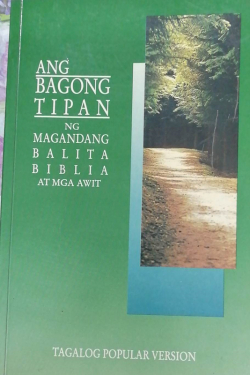 ANG
BAGONG
TIPAN
NG
MAGANDANG
BALITA
BIBLIA
AT MGA AWIT
TAGALOG POPULAR VERSION